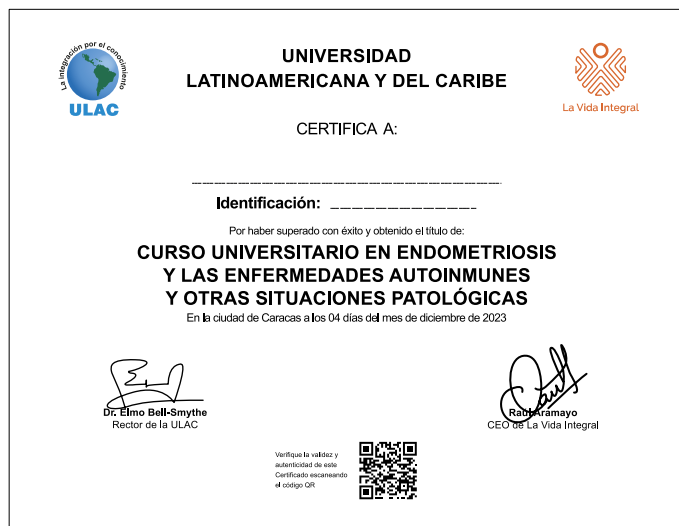 La integración por el conocimiento
ULAC
UNIVERSIDAD
LATINOAMERICANA Y DEL CARIBE
La Vida Integral
CERTIFICA A:
Identificación:
Por haber superado con éxito y obtenido el título de:
CURSO UNIVERSITARIO EN ENDOMETRIOSIS
Y LAS ENFERMEDADES AUTOINMUNES
Y OTRAS SITUACIONES PATOLÓGICAS
En la ciudad de Caracas a los 04 días del mes de diciembre de 2023
Dr. Elmo Bell-Smythe
Rector de la ULAC
Raúl Aramayo
CEO de La Vida Integral
Verifique la validez y
autenticidad de este
Certificado escaneando
el código QR